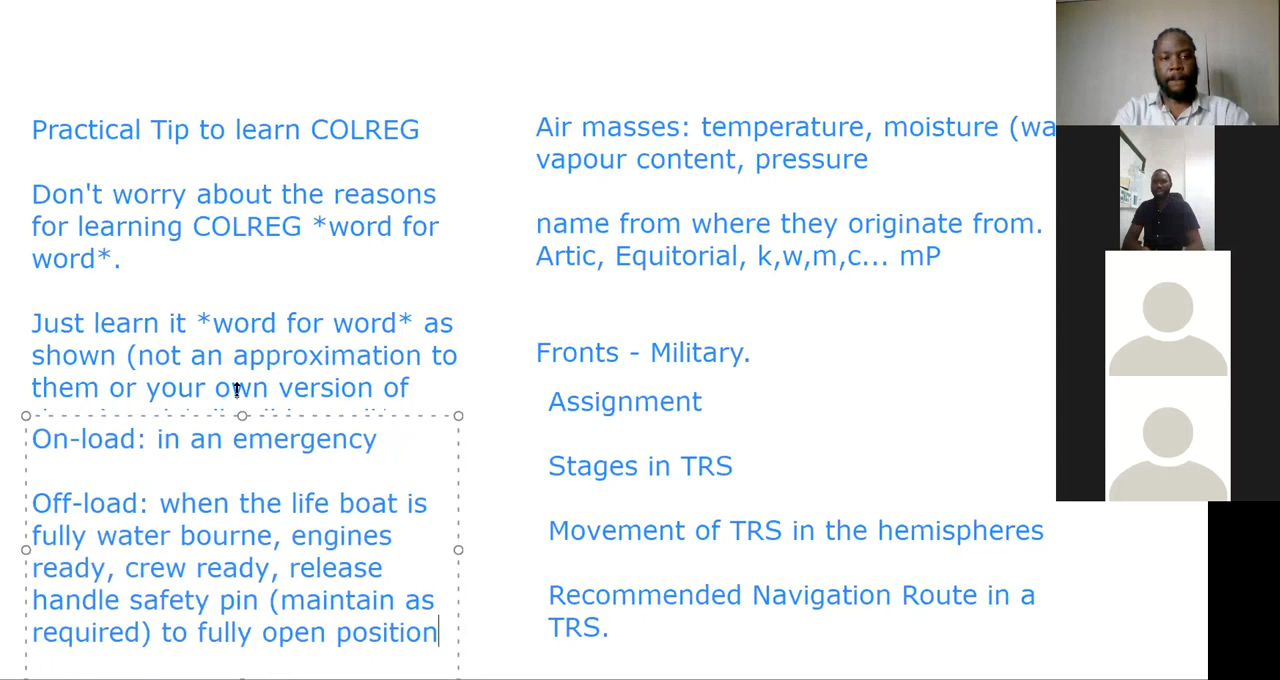 Practical Tip to learn COLREG
Don't worry about the reasons
for learning COLREG *word for
word*.
Just learn it *word for word* as
shown (not an approximation to
them or your own version of
On-load: in an emergency
Off-load: when the life boat is
fully water bourne, engines
ready, crew ready, release
handle safety pin (maintain as
required) to fully open position
Air masses: temperature, moisture (wa
vapour content, pressure
name from where they originate from.
Artic, Equitorial, k,w,m,c... mP
Fronts - Military.
Assignment
Stages in TRS
Movement of TRS in the hemispheres
Recommended Navigation Route in a
TRS.